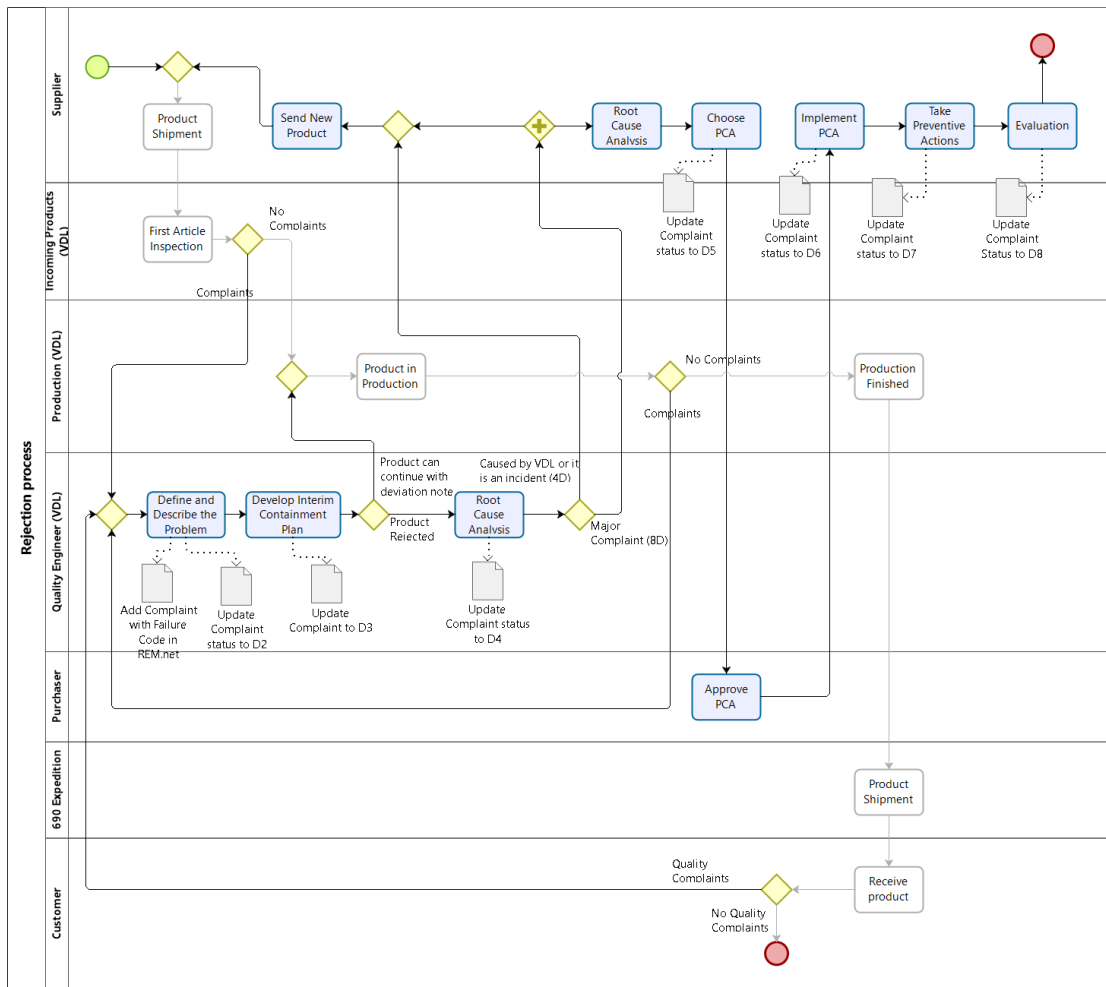 Rejection process
Supplier
Product
Shipment
Send New
Product
Root
Cause
Analysis
Choose
PCA
Implement
PCA
Take
Preventive
Actions
Evaluation
Incoming Products
(VDL)
First Article
Inspection
No
Complaints
Complaints
Update
Complaint
status to D5
Update
Complaint
status to D6
Update
Complaint
status to D7
Update
Complaint
Status to D8
Production (VDL)
Product in
Production
No Complaints
Complaints
Production
Finished
Quality Engineer (VDL)
Define and
Describe the
Problem
Develop Interim
Containment
Plan
Product can
continue with
deviation note
Product
Rejected
Root
Cause
Analysis
Caused by VDL or it
is an incident (4D)
Major
Complaint (8D)
Add Complaint
with Failure
Code in
REM.net
Update
Complaint
status to D2
Update
Complaint to D3
Update
Complaint status
to D4
Purchaser
Approve
PCA
690 Expedition
Product
Shipment
Customer
Quality
Complaints
Receive
product
No Quality
Complaints